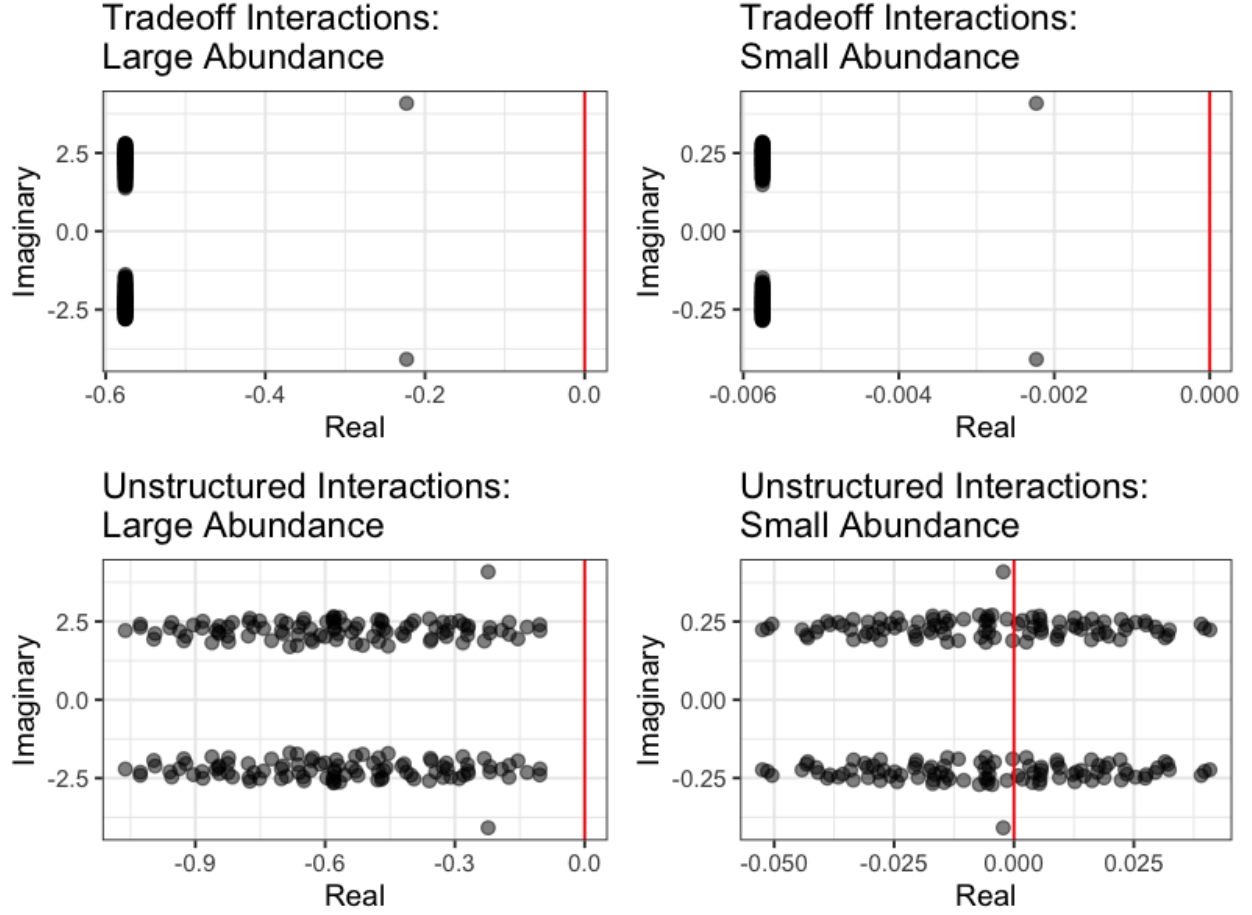 Tradeoff Interactions:
Large Abundance
Imaginary
2.5
0.0
-2.5
-0.6 -0.4 -0.2 0.0
Real
Tradeoff Interactions:
Small Abundance
Imaginary
0.25
0.00
-0.25
-0.006 -0.004 -0.002 0.000
Real
Unstructured Interactions:
Large Abundance
Imaginary
2.5
0.0
-2.5
-0.9 -0.6 -0.3 0.0
Real
Unstructured Interactions:
Small Abundance
Imaginary
0.25
0.00
-0.25
-0.050 -0.025 0.000 0.025
Real